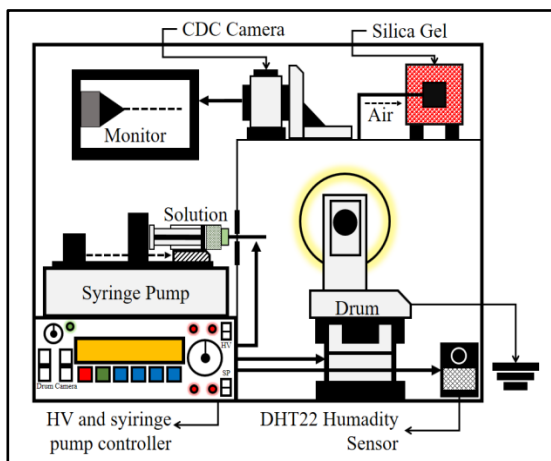 CDC Camera
Silica Gel
Monitor
Air
Solution
Syringe Pump
Drum
HV
SP
Drum Camera
HV and syiringe
pump controller
DHT22 Humadity
Sensor